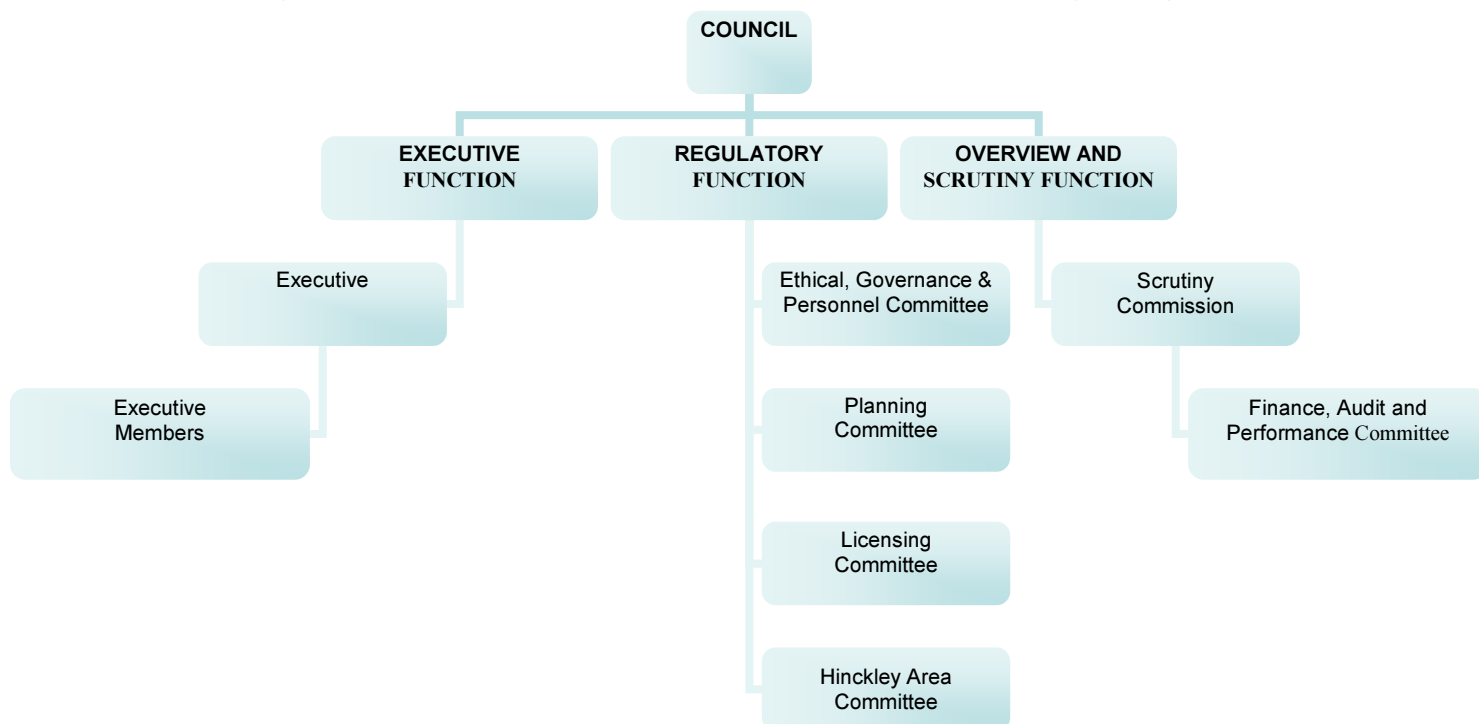 COUNCIL
EXECUTIVE
FUNCTION
REGULATORY
FUNCTION
OVERVIEW AND
SCRUTINY FUNCTION
Executive
Ethical, Governance &
Personnel Committee
Scrutiny
Commission
Executive
Members
Planning
Committee
Finance, Audit and
Performance Committee
Licensing
Committee
Hinckley Area
Committee